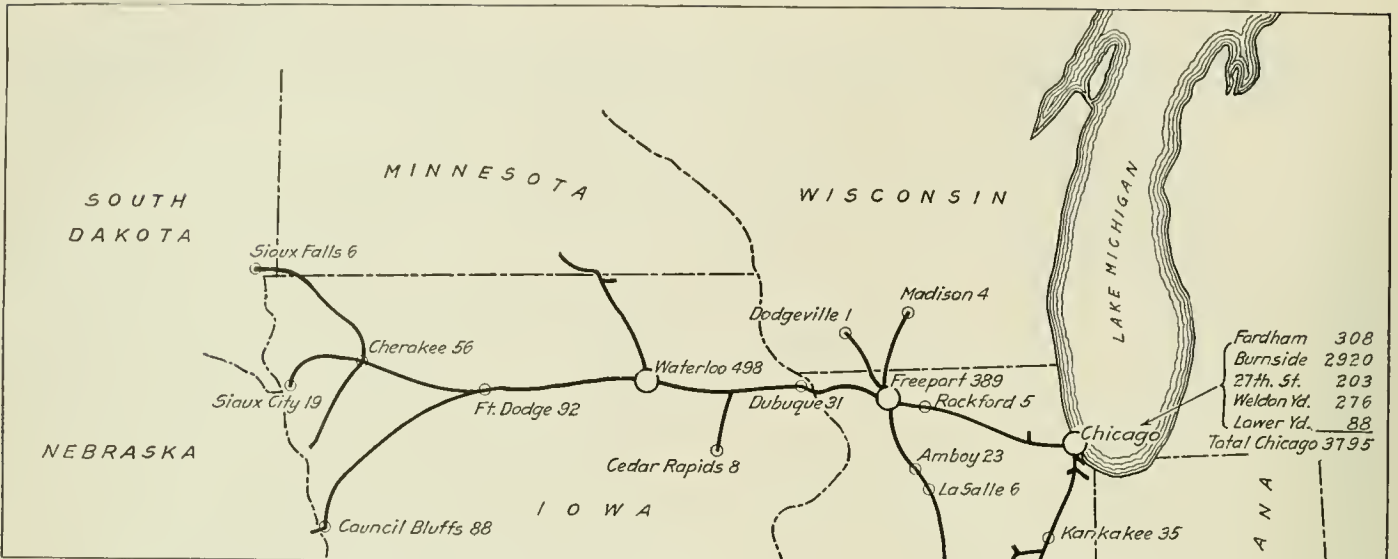 SOUTH
DAKOTA
MINNESOTA
WISCONSIN
LAKE MICHIGAN
Sioux Falls 6
Madison 4
Dodgeville 1
Cherokee 56
Waterloo 498
Freeport 389
Fordham 308
Burnside 2920
27th. St. 203
Weldon Yd. 276
Lower Yd. 88
Total Chicago 3795
Sioux City 19
Ft. Dodge 92
Dubuque 31
Rockford 5
Chicago
NEBRASKA
Cedar Rapids 8
Amboy 23
LaSalle 6
IOWA
Council Bluffs 88
Kankakee 35
ANA